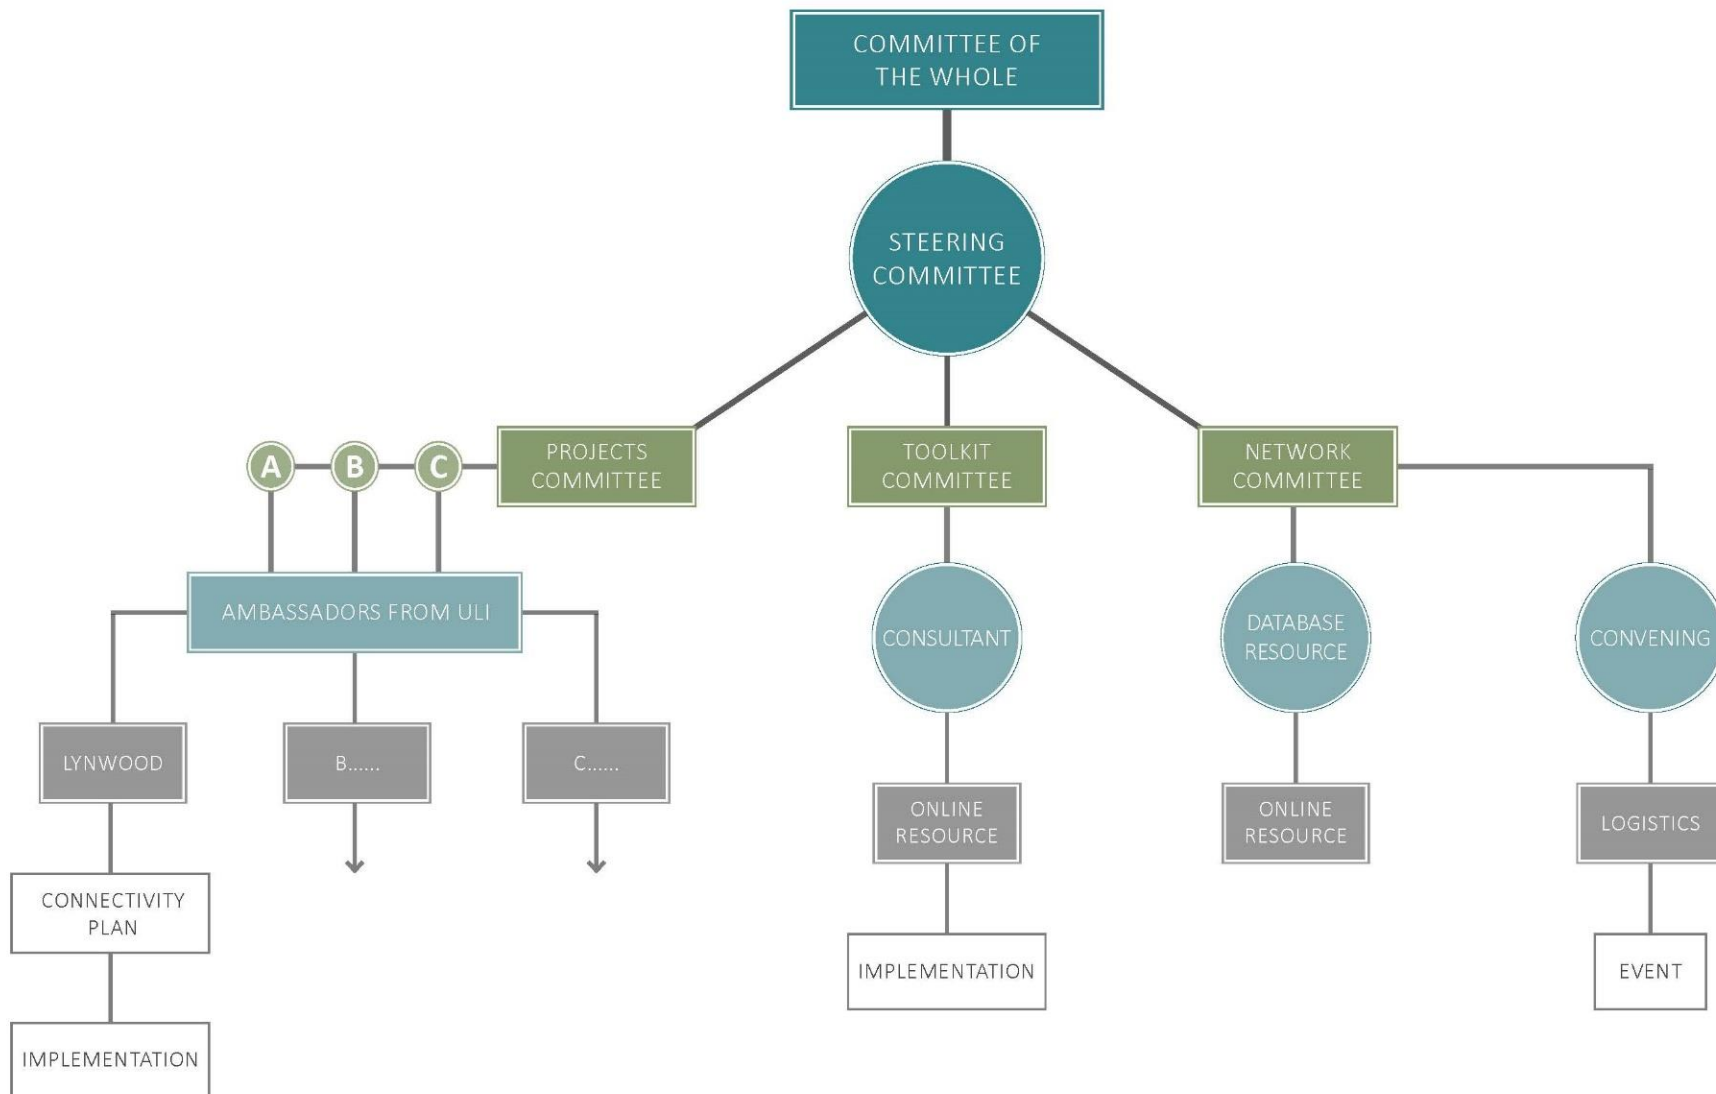 COMMITTEE OF
THE WHOLE
STEERING
COMMITTEE
A
B
C
PROJECTS
COMMITTEE
TOOLKIT
COMMITTEE
NETWORK
COMMITTEE
AMBASSADORS FROM ULI
CONSULTANT
DATABASE
RESOURCE
CONVENING
LYNWOOD
B......
C......
ONLINE
RESOURCE
ONLINE
RESOURCE
LOGISTICS
CONNECTIVITY
PLAN
IMPLEMENTATION
EVENT
IMPLEMENTATION